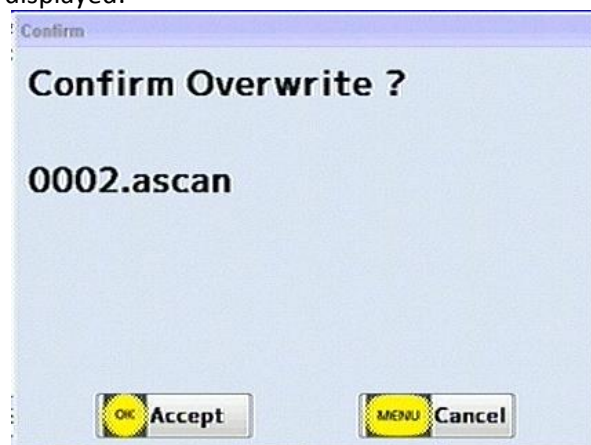 displayed.
Confirm
Confirm Overwrite ?
0002.ascan
OK Accept
MENU Cancel